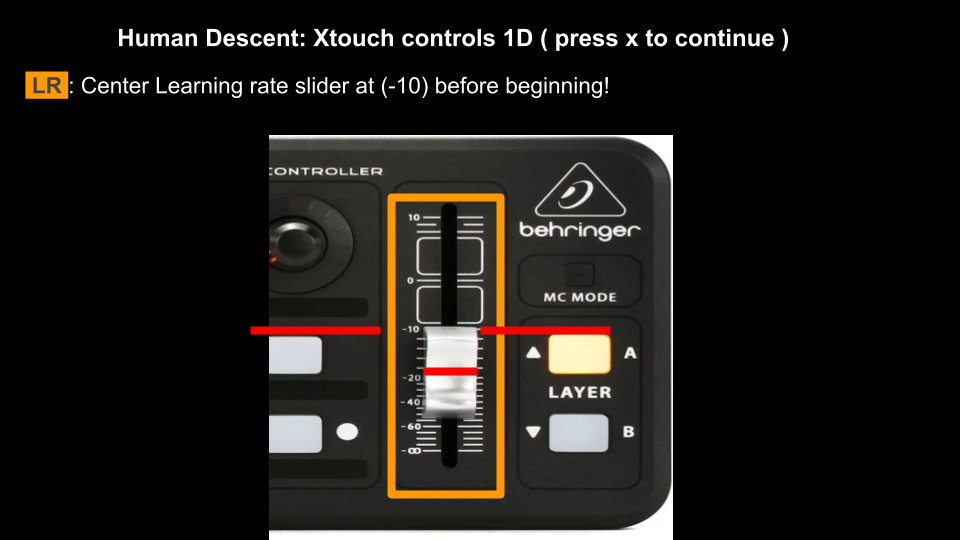 Human Descent: Xtouch controls 1D ( press x to continue )
LR : Center Learning rate slider at (-10) before beginning!
CONTROLLER
behringer
10
0
MC MODE
-10
A
-20
LAYER
-40
-60
B
-∞